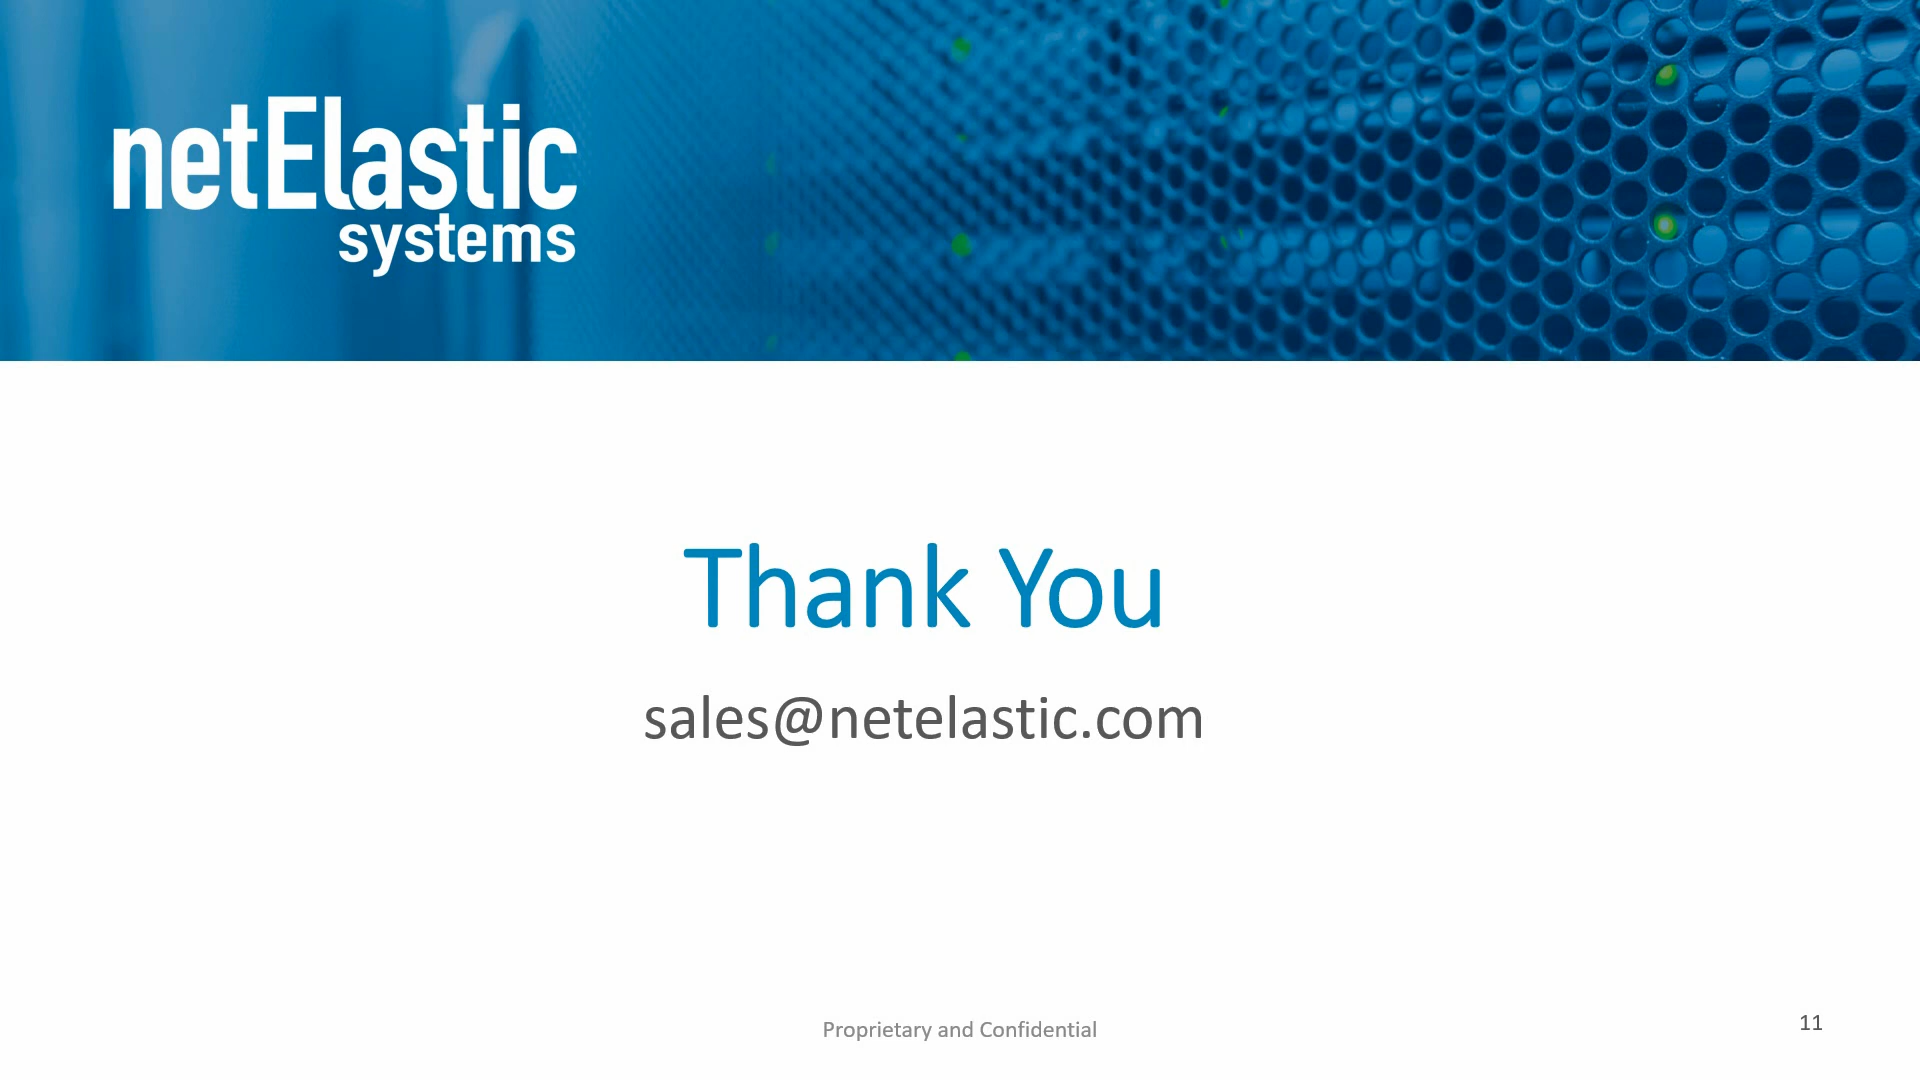 netElastic
systems
Thank You
sales@netelastic.com
Proprietary and Confidential
11